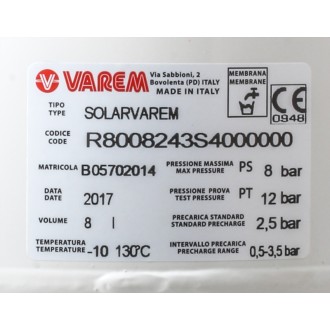 VAREM
Via Sabbioni, 2
Bovolenta (PD) ITALY
MADE IN ITALY
MEMBRANA
MEMBRANE
CE
0948
TIPO
TYPE
SOLARVAREM
CODICE
CODE
R8008243S4000000
MATRICOLA B05702014 PRESSIONE MASSIMA
MAX PRESSURE PS 8 bar
DATA
DATE 2017 PRESSIONE PROVA
TEST PRESSURE PT 12 bar
VOLUME 8 l PRECARICA STANDARD
STANDARD PRECHARGE 2,5 bar
TEMPERATURA
TEMPERATURE -10 130°C INTERVALLO PRECARICA
PRECHARGE RANGE 0,5-3,5 bar